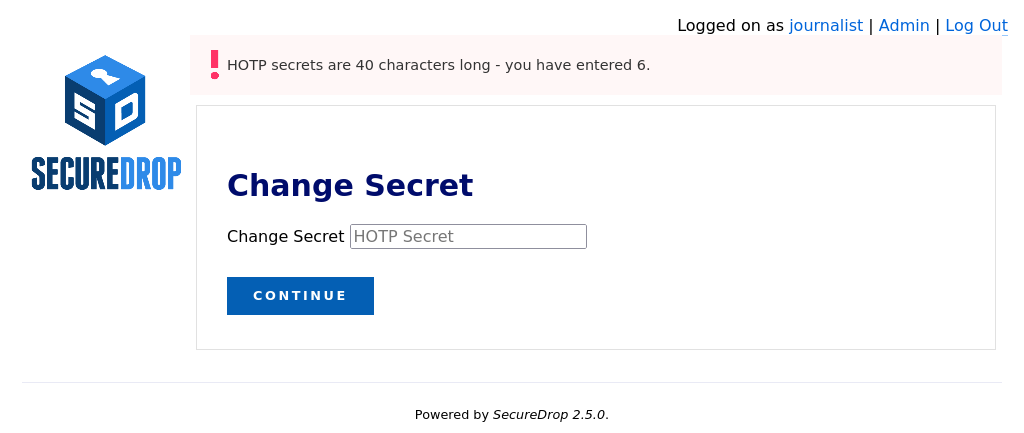 Logged on as journalist | Admin | Log Out
HOTP secrets are 40 characters long - you have entered 6.
SD
SECUREDROP
Change Secret
Change Secret HOTP Secret
CONTINUE
Powered by SecureDrop 2.5.0.